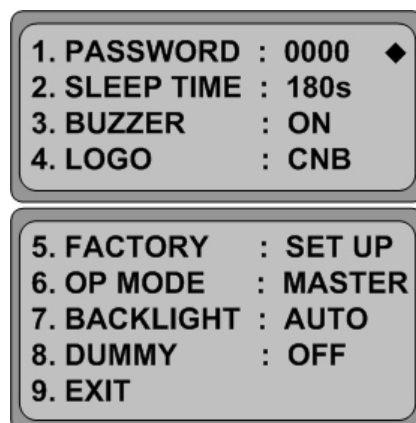 1. PASSWORD : 0000 ◆
2. SLEEP TIME : 180s
3. BUZZER : ON
4. LOGO : CNB
5. FACTORY : SET UP
6. OP MODE : MASTER
7. BACKLIGHT : AUTO
8. DUMMY : OFF
9. EXIT